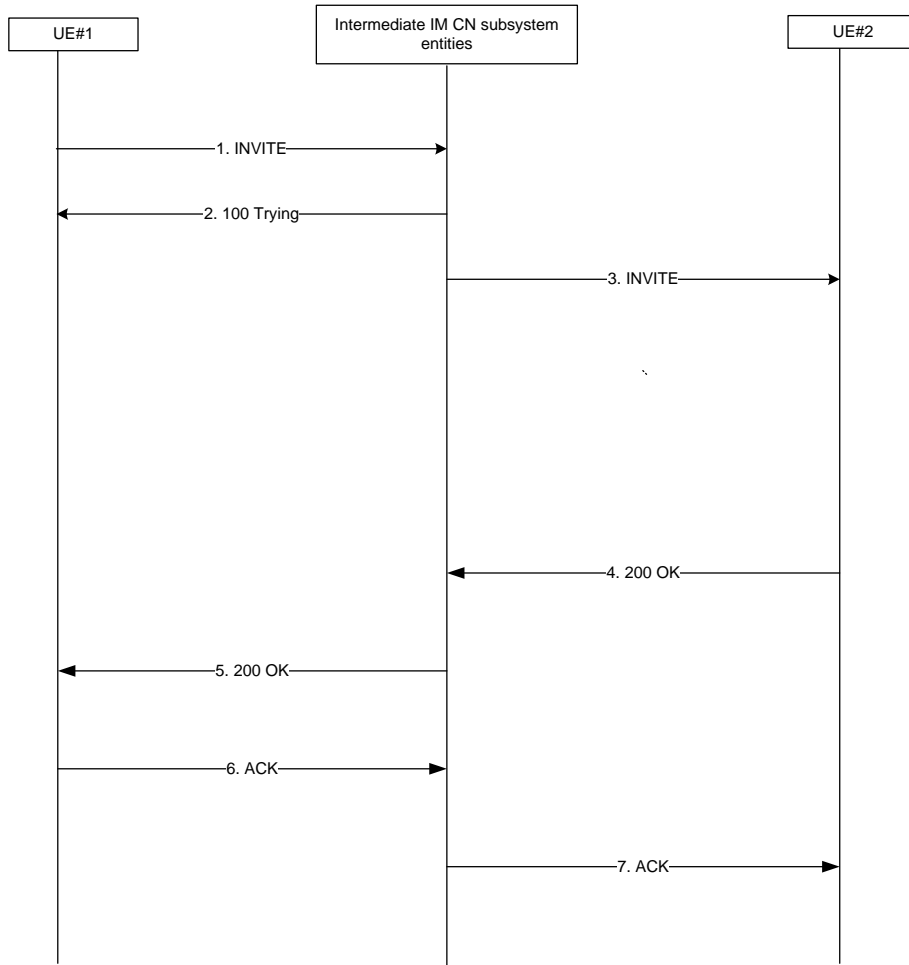 UE#1
Intermediate IM CN subsystem
entities
UE#2
1. INVITE
2. 100 Trying
3. INVITE
4. 200 OK
5. 200 OK
6. ACK
7. ACK